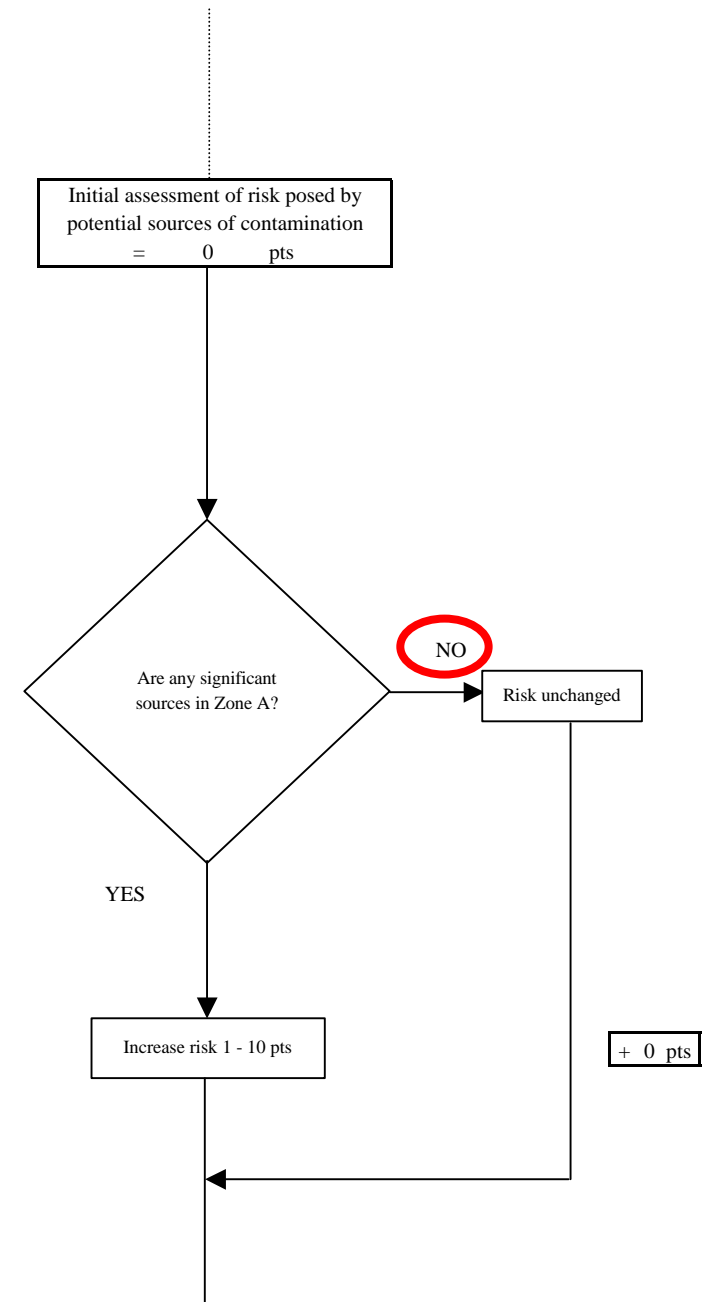 Initial assessment of risk posed by
potential sources of contamination
= 0 pts
NO
Are any significant
sources in Zone A?
Risk unchanged
YES
Increase risk 1 - 10 pts
+ 0 pts